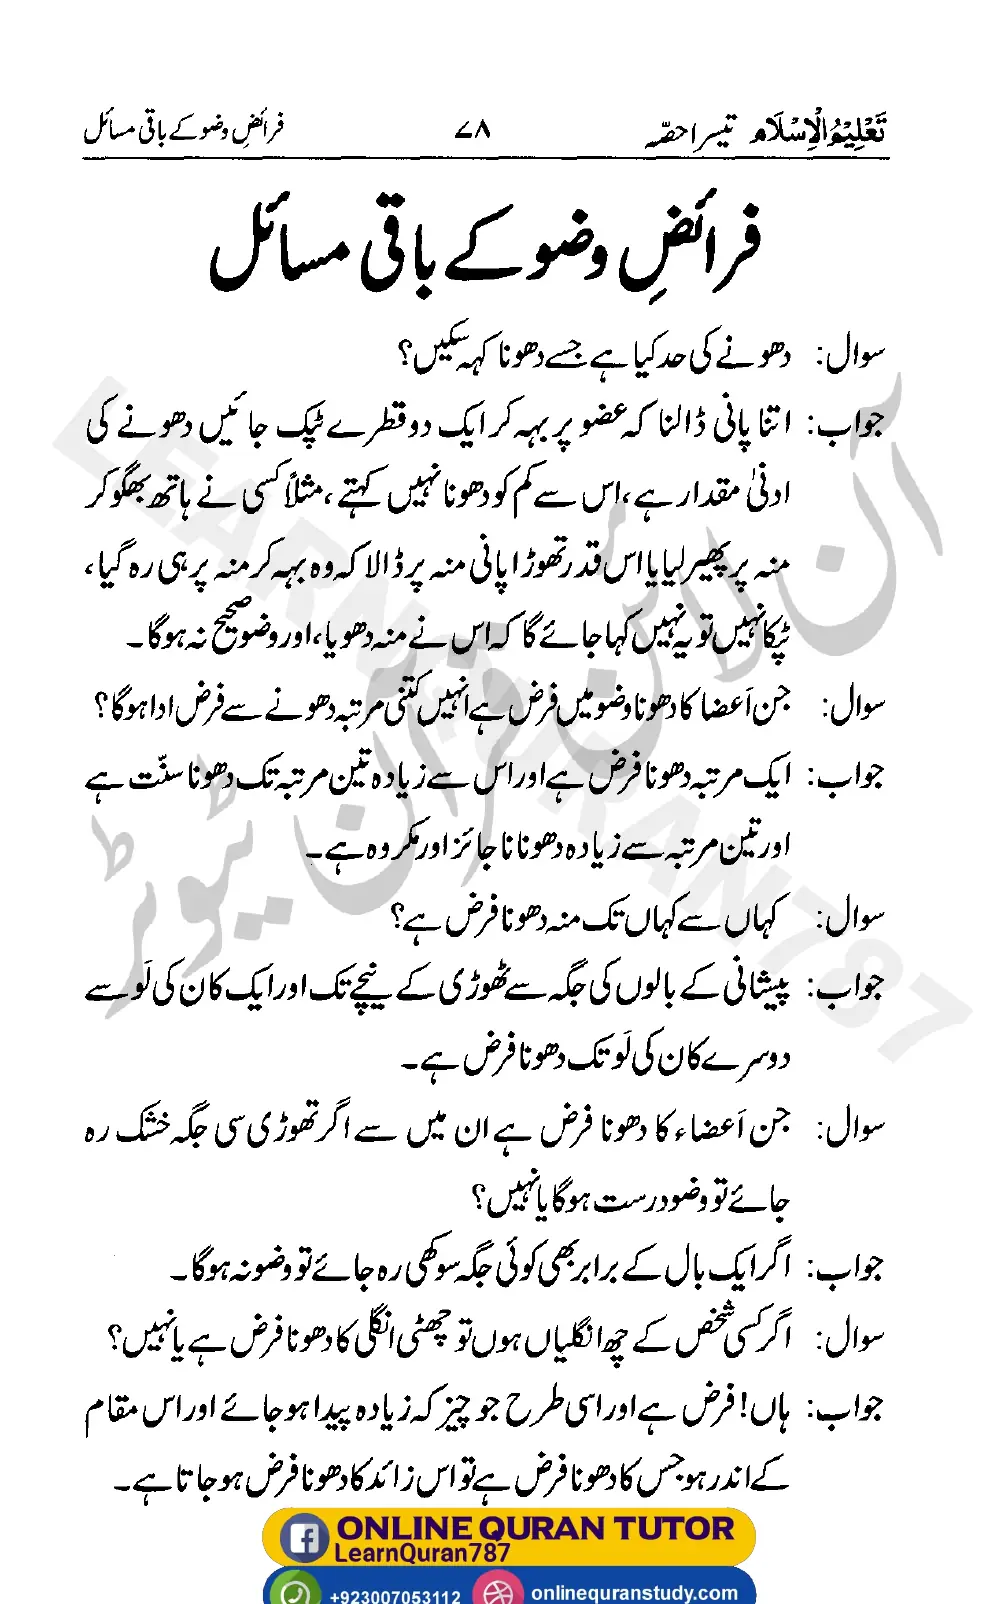 تَعْلِیْمُ الْاِسْلَام تیسرا حصّہ ۷۸ فرائضِ وضو کے باقی مسائل
فرائضِ وضو کے باقی مسائل
سوال: دھونے کی حد کیا ہے جسے دھونا کہہ سکیں؟
جواب: اتنا پانی ڈالنا کہ عضو پر بہہ کر ایک دو قطرے ٹپک جائیں دھونے کی
ادنیٰ مقدار ہے، اس سے کم کو دھونا نہیں کہتے، مثلاً کسی نے ہاتھ بھگو کر
منہ پر پھیر لیا یا اس قدر تھوڑا پانی منہ پر ڈالا کہ وہ بہہ کر منہ پر ہی رہ گیا،
ٹپکا نہیں تو یہ نہیں کہا جائے گا کہ اس نے منہ دھویا، اور وضو صحیح نہ ہوگا۔
سوال: جن اَعضا کا دھونا وضو میں فرض ہے انہیں کتنی مرتبہ دھونے سے فرض ادا ہوگا؟
جواب: ایک مرتبہ دھونا فرض ہے اور اس سے زیادہ تین مرتبہ تک دھونا سنّت ہے
اور تین مرتبہ سے زیادہ دھونا ناجائز اور مکروہ ہے۔
سوال: کہاں سے کہاں تک منہ دھونا فرض ہے؟
جواب: پیشانی کے بالوں کی جگہ سے ٹھوڑی کے نیچے تک اور ایک کان کی لَو سے
دوسرے کان کی لَو تک دھونا فرض ہے۔
سوال: جن اَعضاء کا دھونا فرض ہے ان میں سے اگر تھوڑی سی جگہ خشک رہ
جائے تو وضو درست ہوگا یا نہیں؟
جواب: اگر ایک بال کے برابر بھی کوئی جگہ سوکھی رہ جائے تو وضو نہ ہوگا۔
سوال: اگر کسی شخص کے چھ انگلیاں ہوں تو چھٹی انگلی کا دھونا فرض ہے یا نہیں؟
جواب: ہاں! فرض ہے اور اسی طرح جو چیز کہ زیادہ پیدا ہو جائے اور اس مقام
کے اندر ہو جس کا دھونا فرض ہے تو اس زائد کا دھونا فرض ہو جاتا ہے۔
آن لائن قرآن ٹیوٹر
LEARNQURAN787
ONLINE QURAN TUTOR
LearnQuran787
+923007053112 onlinequranstudy.com